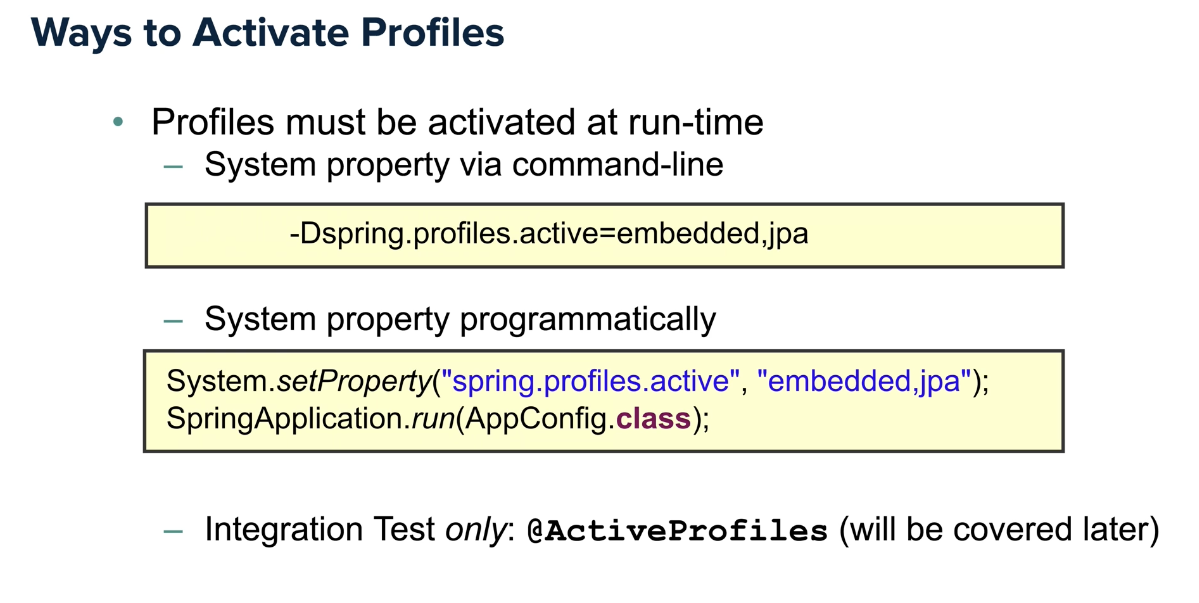 Ways to Activate Profiles
• Profiles must be activated at run-time
– System property via command-line
-Dspring.profiles.active=embedded,jpa
– System property programmatically
System.setProperty("spring.profiles.active", "embedded,jpa");
SpringApplication.run(AppConfig.class);
– Integration Test only: @ActiveProfiles (will be covered later)